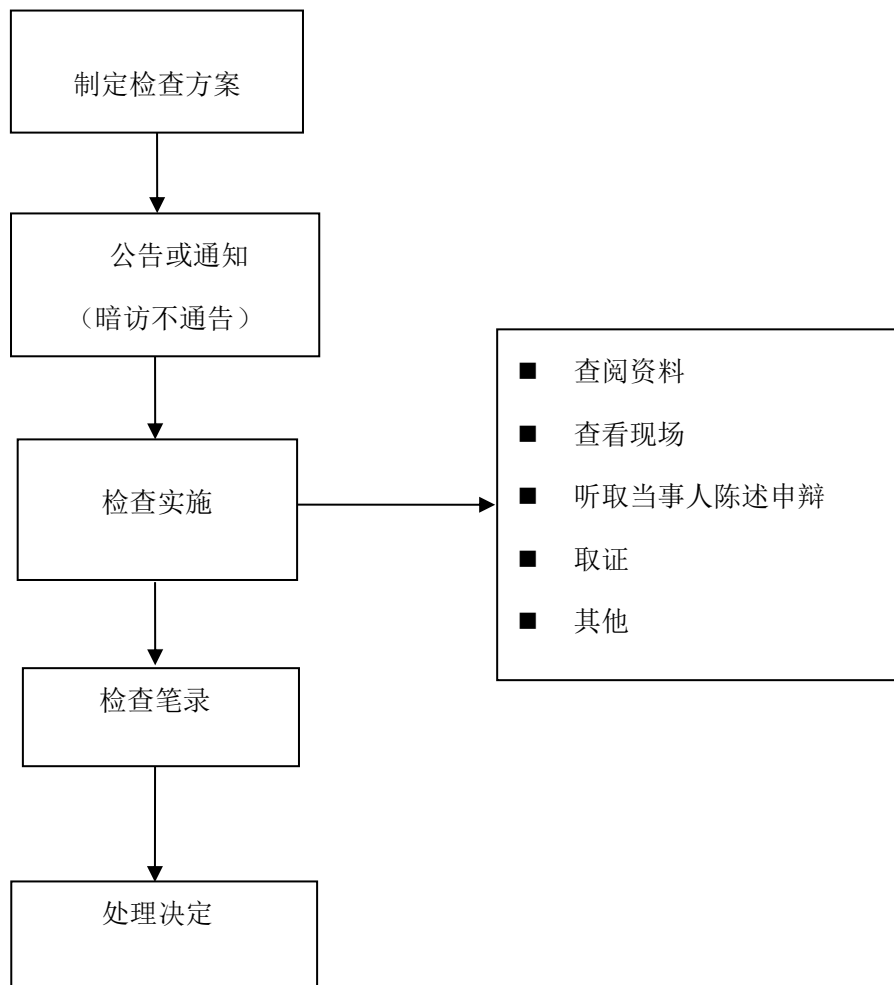 制定检查方案
公告或通知
（暗访不通告）
检查实施
■ 查阅资料
■ 查看现场
■ 听取当事人陈述申辩
■ 取证
■ 其他
检查笔录
处理决定